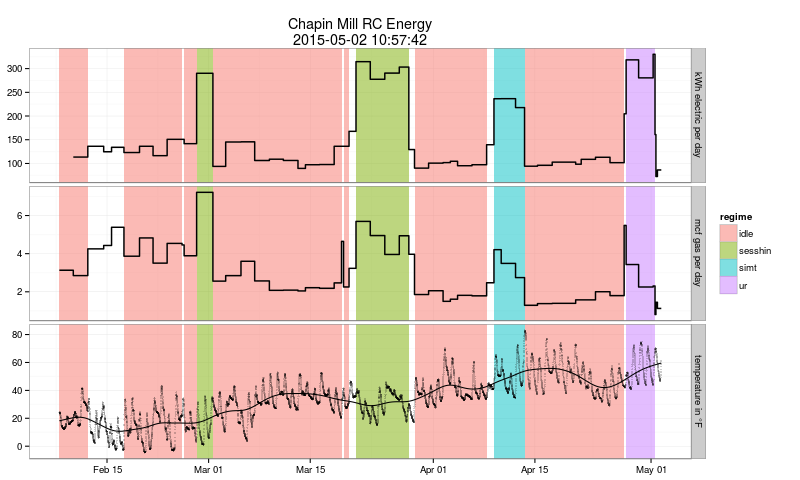 Chapin Mill RC Energy
2015-05-02 10:57:42
300
250
200
150
100
kWh electric per day
6
4
2
mcf gas per day
80
60
40
20
0
temperature in °F
Feb 15
Mar 01
Mar 15
Apr 01
Apr 15
May 01
regime
idle
sesshin
simt
ur